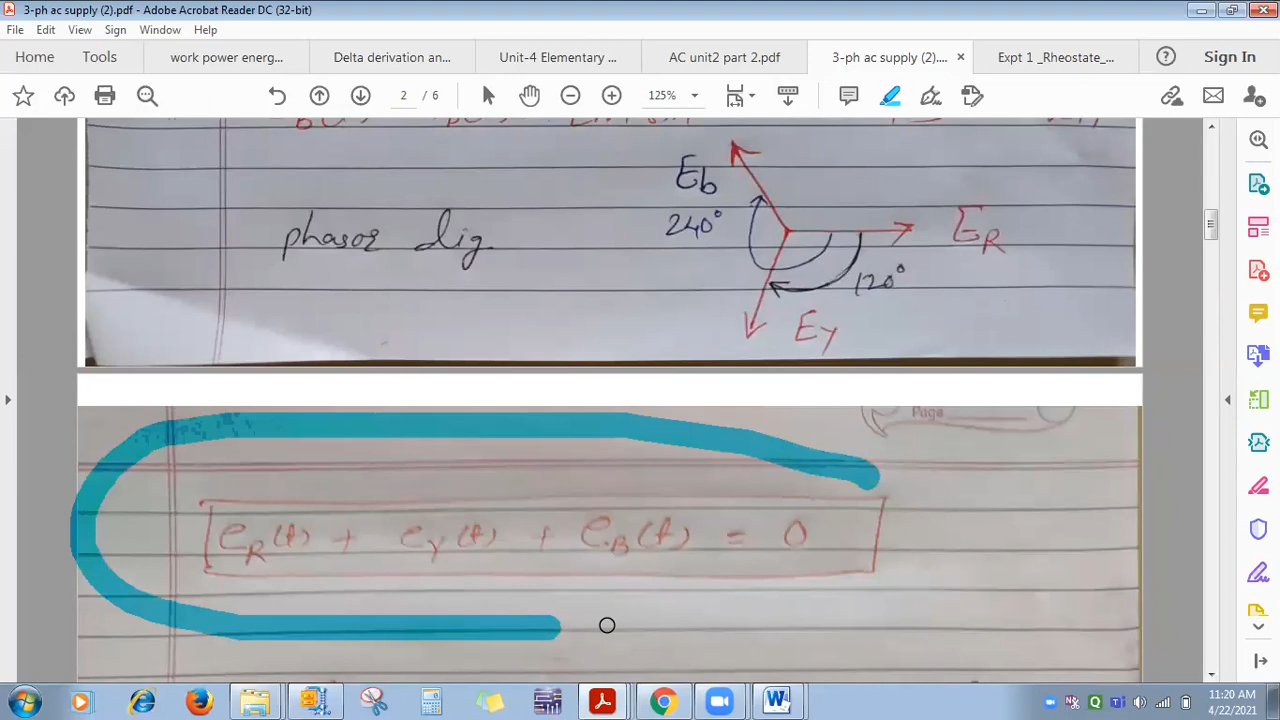 3-ph ac supply (2).pdf - Adobe Acrobat Reader DC (32-bit)
File Edit View Sign Window Help
Home Tools work power energ... Delta derivation an... Unit-4 Elementary ... AC unit2 part 2.pdf 3-ph ac supply (2).... × Expt 1 _Rheostate_... Sign In
2 / 6 125%
Eb
240°
phasor dig.
ER
120°
EY
Page
eR(t) + eY(t) + eB(t) = 0
11:20 AM
4/22/2021